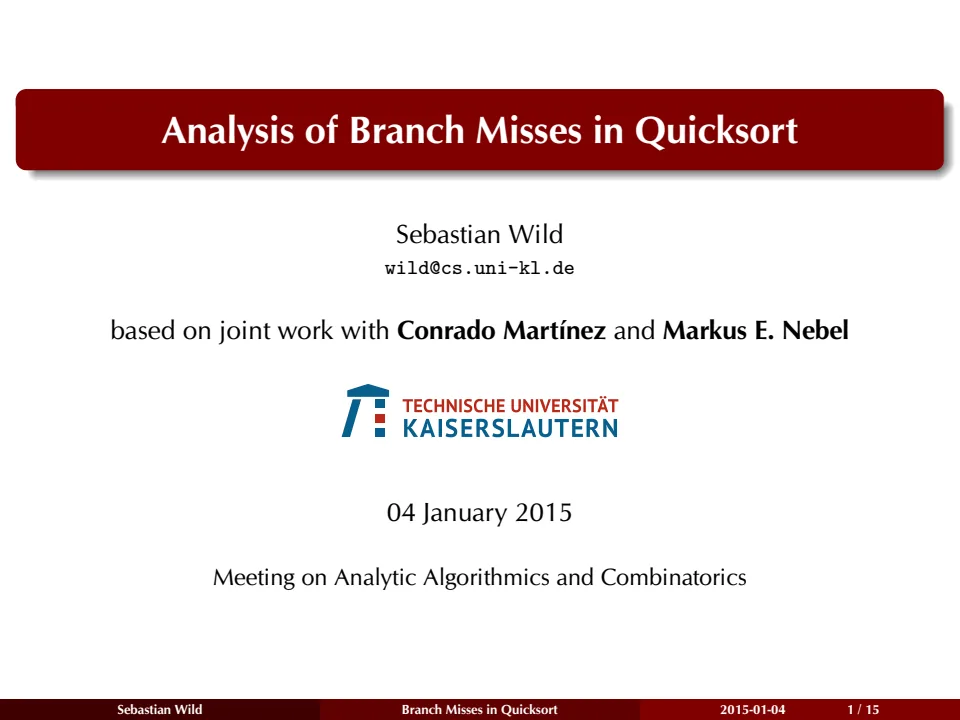 Analysis of Branch Misses in Quicksort
Sebastian Wild
wild@cs.uni-kl.de
based on joint work with Conrado Martínez and Markus E. Nebel
TECHNISCHE UNIVERSITÄT
KAISERSLAUTERN
04 January 2015
Meeting on Analytic Algorithmics and Combinatorics
Sebastian Wild Branch Misses in Quicksort 2015-01-04 1 / 15